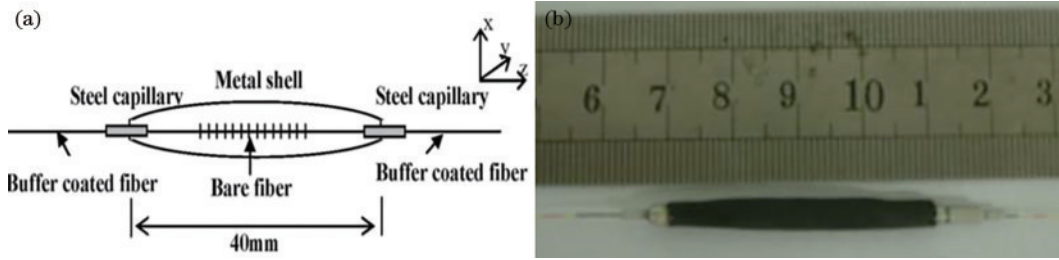 (a)
x
y
z
Metal shell
Steel capillary
Steel capillary
Buffer coated fiber
Bare fiber
Buffer coated fiber
40mm
(b)
6 7 8 9 10 1 2 3